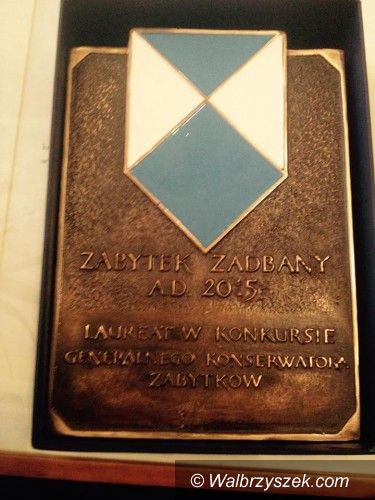 ZABYTEK ZADBANY
A.D. 2015
LAUREAT W KONKURSIE
GENERALNEGO KONSERWATORA
ZABYTKÓW
© Walbrzyszek.com